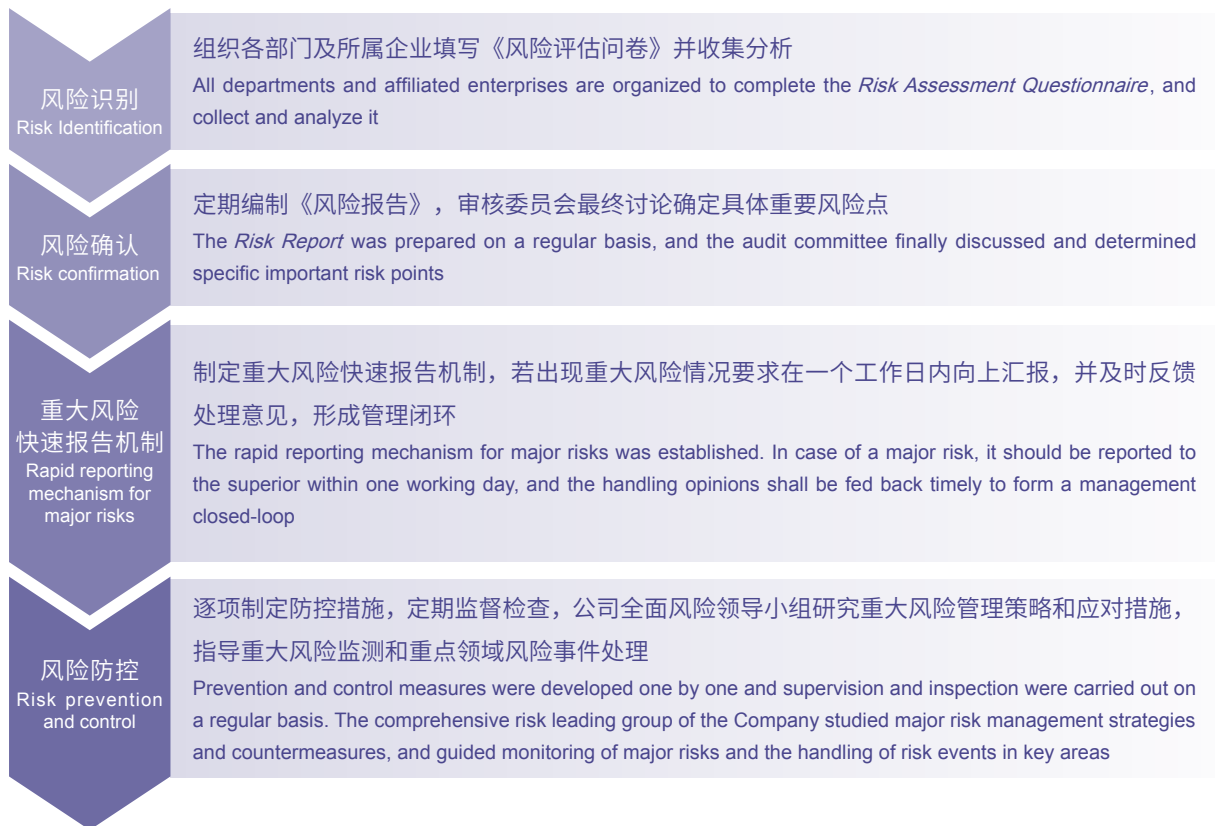 风险识别
Risk Identification
组织各部门及所属企业填写《风险评估问卷》并收集分析
All departments and affiliated enterprises are organized to complete the Risk Assessment Questionnaire, and
collect and analyze it
风险确认
Risk confirmation
定期编制《风险报告》，审核委员会最终讨论确定具体重要风险点
The Risk Report was prepared on a regular basis, and the audit committee finally discussed and determined
specific important risk points
重大风险
快速报告机制
Rapid reporting
mechanism for
major risks
制定重大风险快速报告机制，若出现重大风险情况要求在一个工作日内向上汇报，并及时反馈
处理意见，形成管理闭环
The rapid reporting mechanism for major risks was established. In case of a major risk, it should be reported to
the superior within one working day, and the handling opinions shall be fed back timely to form a management
closed-loop
风险防控
Risk prevention
and control
逐项制定防控措施，定期监督检查，公司全面风险领导小组研究重大风险管理策略和应对措施，
指导重大风险监测和重点领域风险事件处理
Prevention and control measures were developed one by one and supervision and inspection were carried out on
a regular basis. The comprehensive risk leading group of the Company studied major risk management strategies
and countermeasures, and guided monitoring of major risks and the handling of risk events in key areas